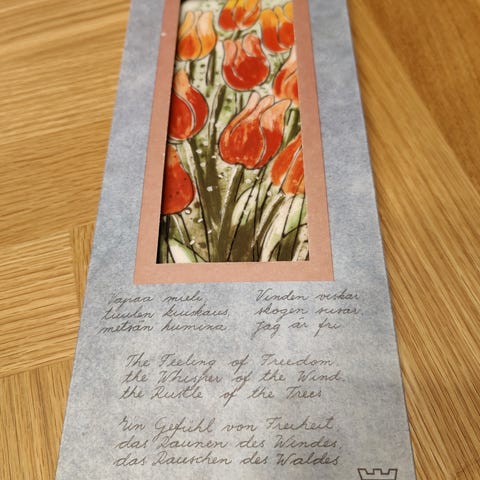 Vapaa mieli,
tuulen kuiskaus,
metsän humina.
Vinden viskar
skogen susar
jag är fri
The Feeling of Freedom,
the Whisper of the Wind,
the Rustle of the Trees
Ein Gefühl von Freiheit,
das Raunen des Windes,
das Rauschen des Waldes